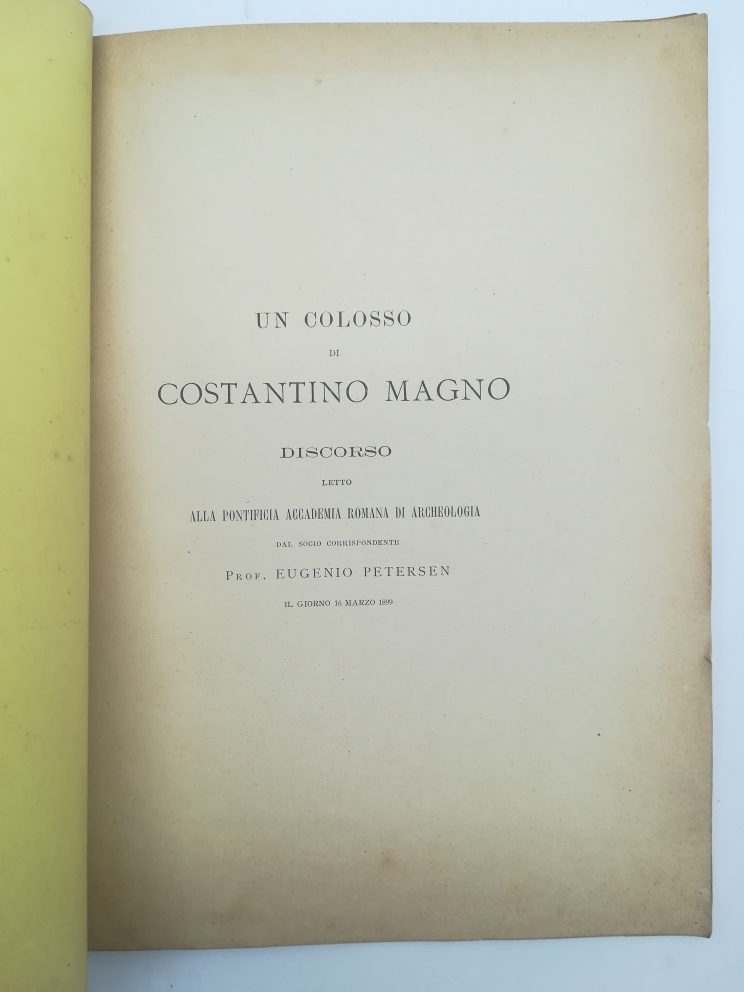 UN COLOSSO
DI
COSTANTINO MAGNO
DISCORSO
LETTO
ALLA PONTIFICIA ACCADEMIA ROMANA DI ARCHEOLOGIA
DAL SOCIO CORRISPONDENTE
PROF. EUGENIO PETERSEN
IL GIORNO 16 MARZO 1899